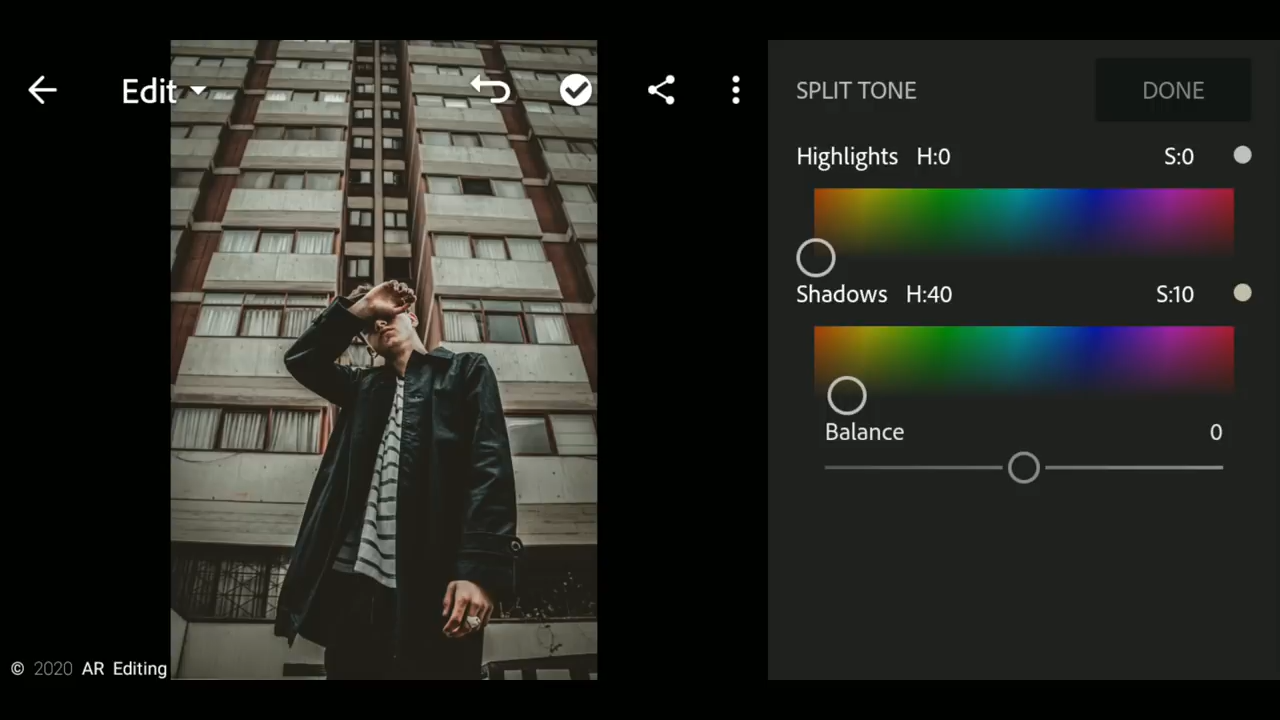 Edit
SPLIT TONE
DONE
Highlights H:0 S:0
Shadows H:40 S:10
Balance 0
© 2020 AR Editing